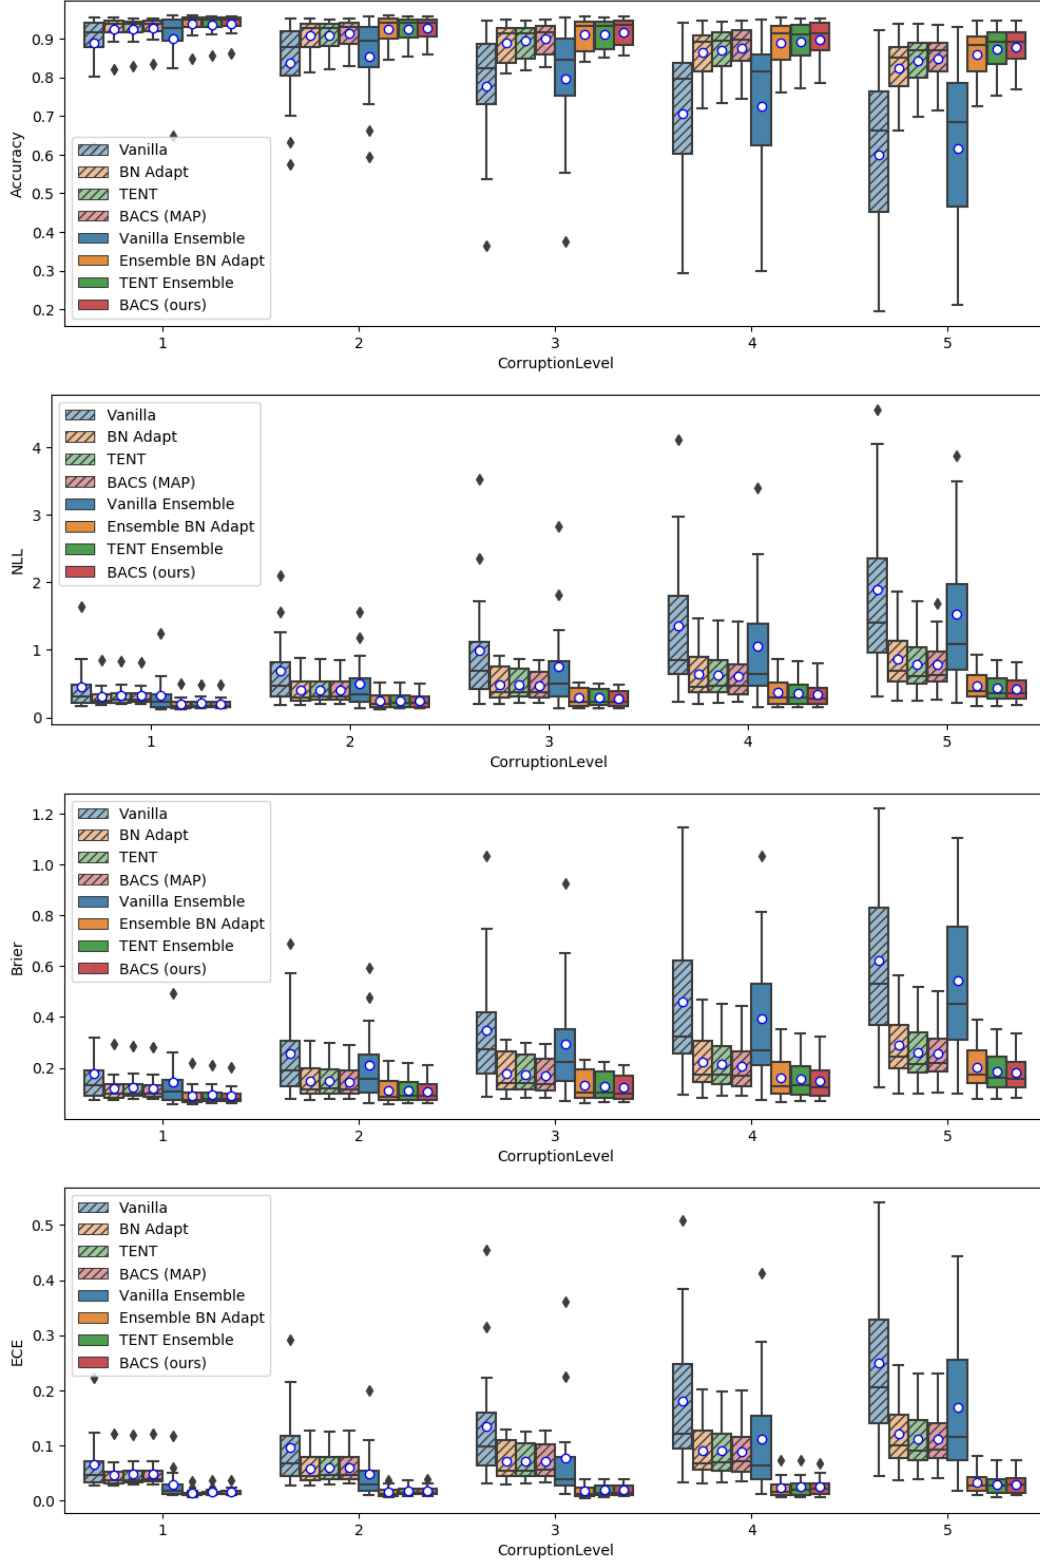 0.9
0.8
0.7
0.6
0.5
0.4
0.3
0.2
Accuracy
Vanilla
BN Adapt
TENT
BACS (MAP)
Vanilla Ensemble
Ensemble BN Adapt
TENT Ensemble
BACS (ours)
1 2 3 4 5
CorruptionLevel
4
3
2
1
0
NLL
Vanilla
BN Adapt
TENT
BACS (MAP)
Vanilla Ensemble
Ensemble BN Adapt
TENT Ensemble
BACS (ours)
1 2 3 4 5
CorruptionLevel
1.2
1.0
0.8
0.6
0.4
0.2
Brier
Vanilla
BN Adapt
TENT
BACS (MAP)
Vanilla Ensemble
Ensemble BN Adapt
TENT Ensemble
BACS (ours)
1 2 3 4 5
CorruptionLevel
0.5
0.4
0.3
0.2
0.1
0.0
ECE
Vanilla
BN Adapt
TENT
BACS (MAP)
Vanilla Ensemble
Ensemble BN Adapt
TENT Ensemble
BACS (ours)
1 2 3 4 5
CorruptionLevel